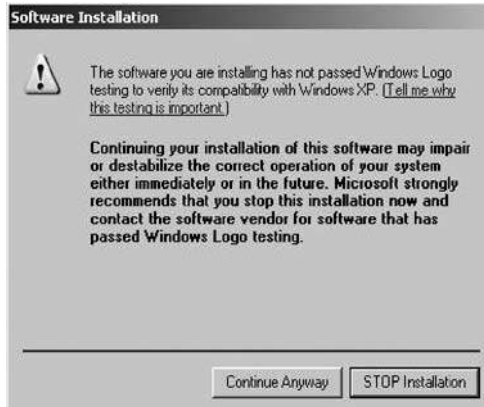 Software Installation
The software you are installing has not passed Windows Logo
testing to verify its compatibility with Windows XP. (Tell me why
this testing is important.)
Continuing your installation of this software may impair
or destabilize the correct operation of your system
either immediately or in the future. Microsoft strongly
recommends that you stop this installation now and
contact the software vendor for software that has
passed Windows Logo testing.
Continue Anyway STOP Installation